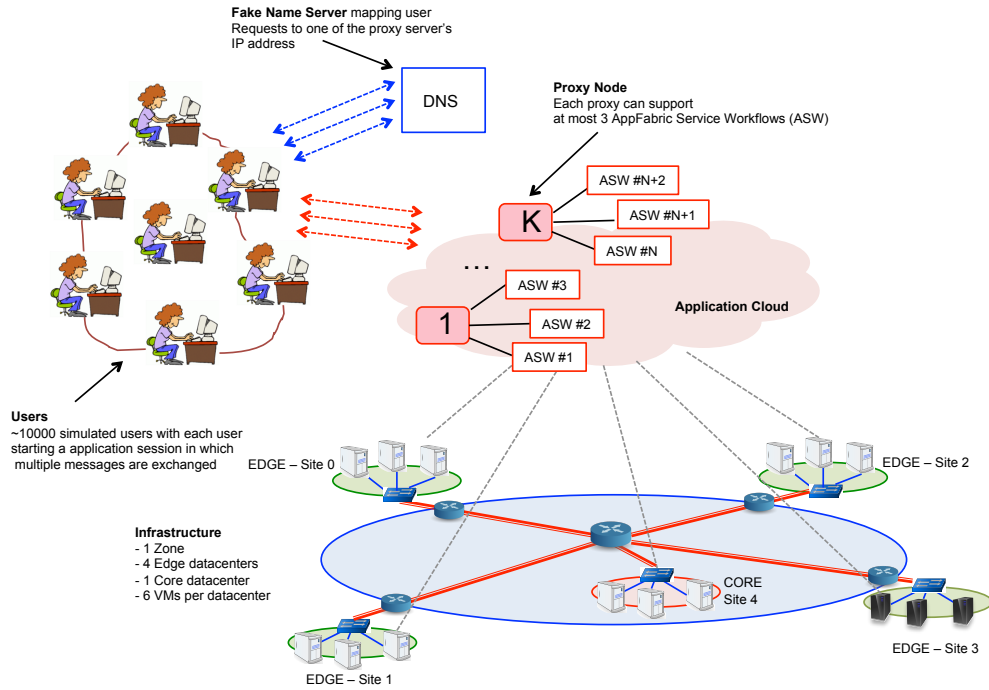 Fake Name Server mapping user
Requests to one of the proxy server's
IP address
DNS
Proxy Node
Each proxy can support
at most 3 AppFabric Service Workflows (ASW)
ASW #N+2
K
ASW #N+1
ASW #N
...
ASW #3
Application Cloud
1
ASW #2
ASW #1
Users
~10000 simulated users with each user
starting a application session in which
multiple messages are exchanged
EDGE – Site 0
EDGE – Site 2
Infrastructure
- 1 Zone
- 4 Edge datacenters
- 1 Core datacenter
- 6 VMs per datacenter
CORE
Site 4
EDGE – Site 3
EDGE – Site 1